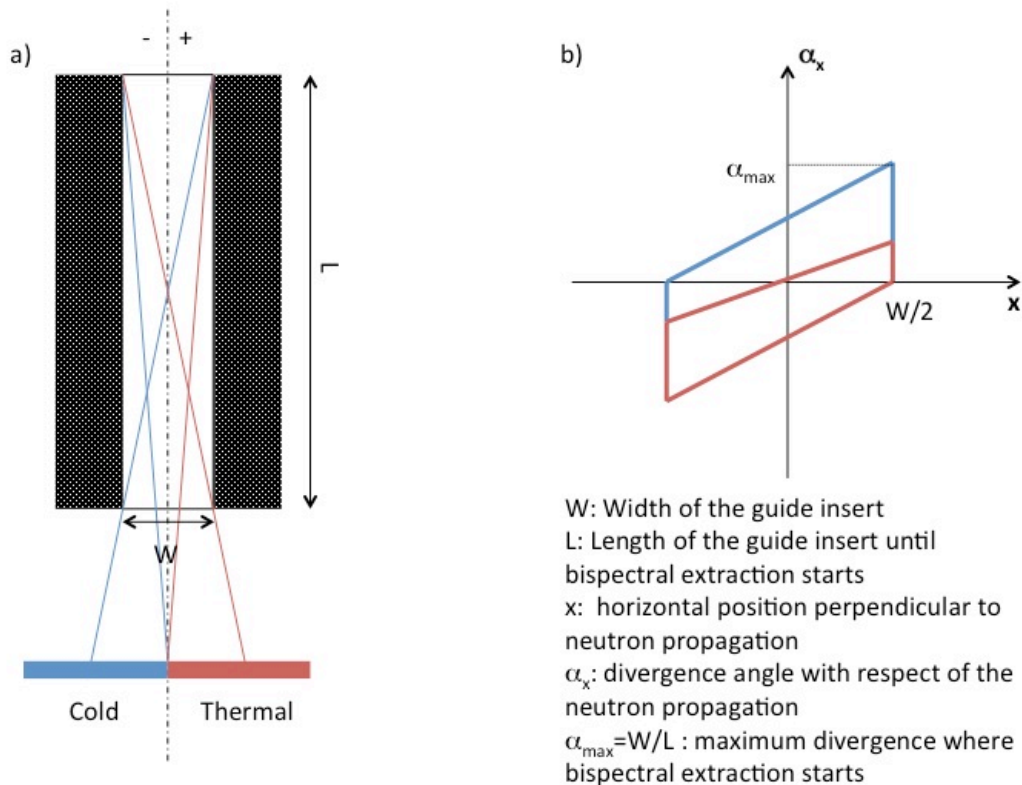 a)
- +
L
W
Cold Thermal
b)
αx
αmax
W/2
x
W: Width of the guide insert
L: Length of the guide insert until
bispectral extraction starts
x: horizontal position perpendicular to
neutron propagation
αx: divergence angle with respect of the
neutron propagation
αmax=W/L : maximum divergence where
bispectral extraction starts